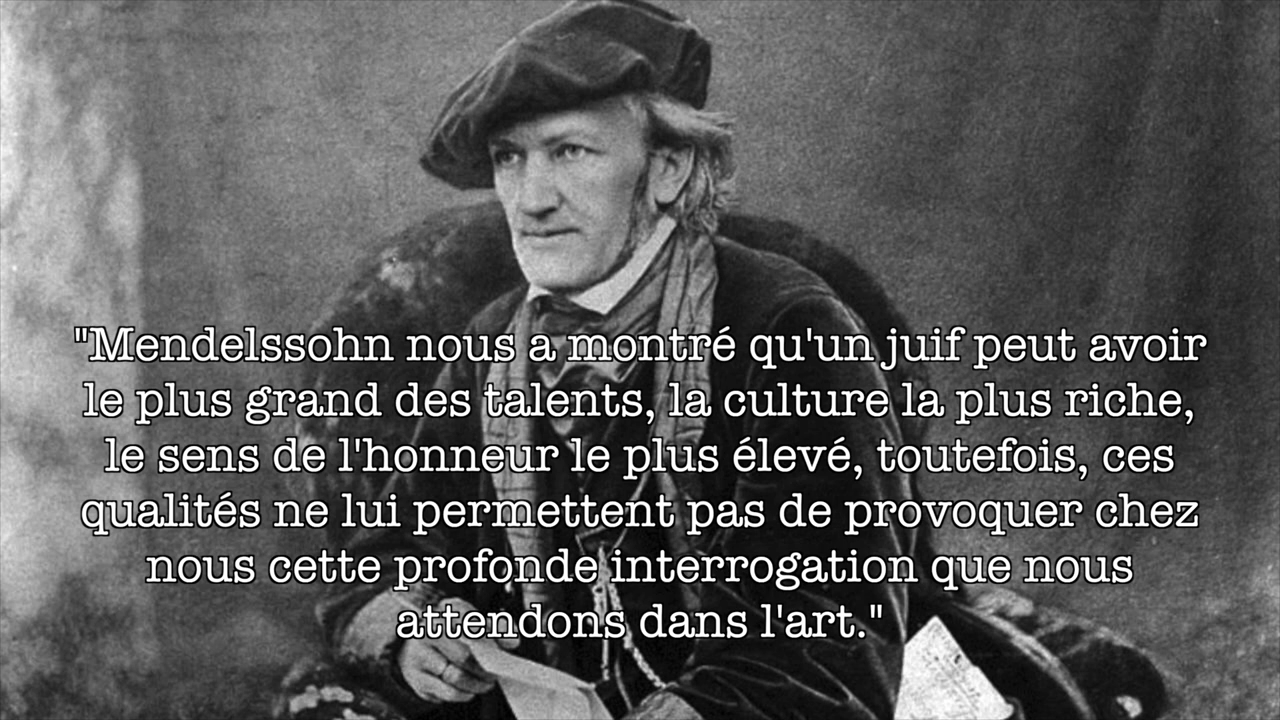 "Mendelssohn nous a montré qu'un juif peut avoir
le plus grand des talents, la culture la plus riche,
le sens de l'honneur le plus élevé, toutefois, ces
qualités ne lui permettent pas de provoquer chez
nous cette profonde interrogation que nous
attendons dans l'art."